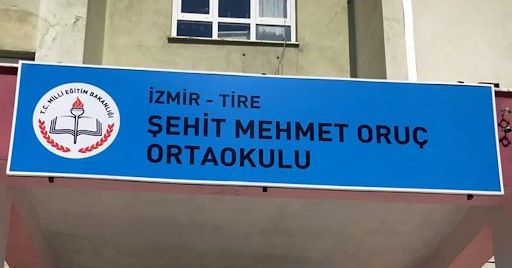 T.C. MİLLİ EĞİTİM BAKANLIĞI
İZMİR - TİRE
ŞEHİT MEHMET ORUÇ
ORTAOKULU